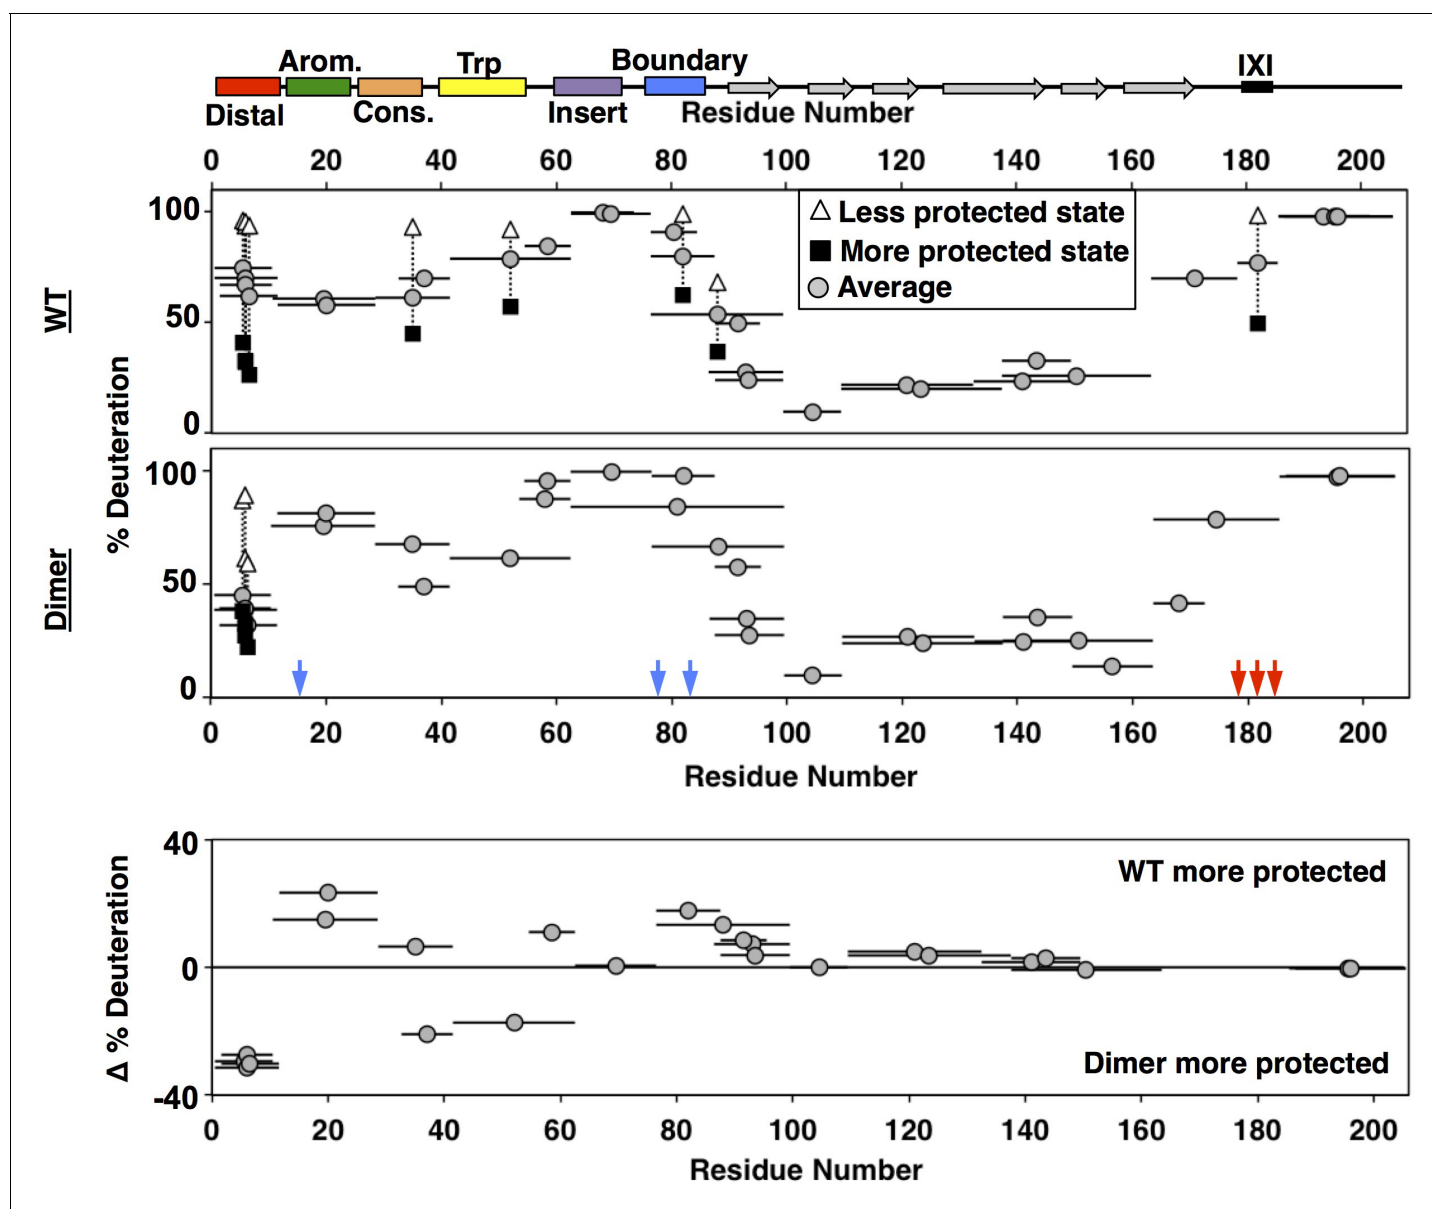 Arom. Trp Boundary IXI
Distal Cons. Insert Residue Number
0 20 40 60 80 100 120 140 160 180 200
WT
% Deuteration
100
50
0
Less protected state
More protected state
Average
Dimer
100
50
0
0 20 40 60 80 100 120 140 160 180 200
Residue Number
Δ % Deuteration
40
0
-40
WT more protected
Dimer more protected
0 20 40 60 80 100 120 140 160 180 200
Residue Number